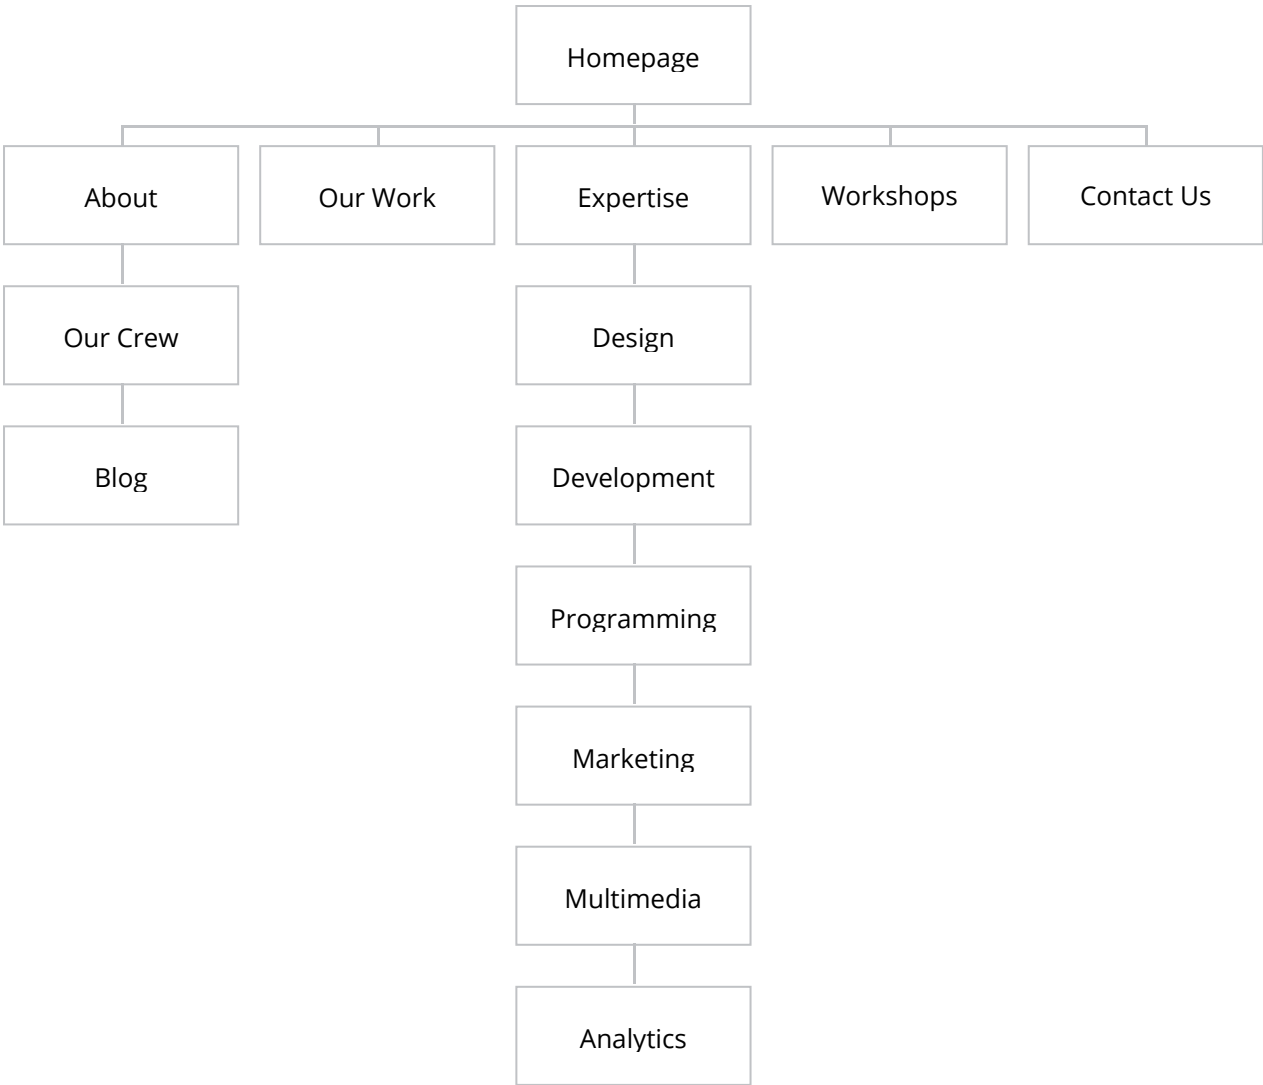 Homepage
About
Our Work
Expertise
Workshops
Contact Us
Our Crew
Design
Blog
Development
Programming
Marketing
Multimedia
Analytics